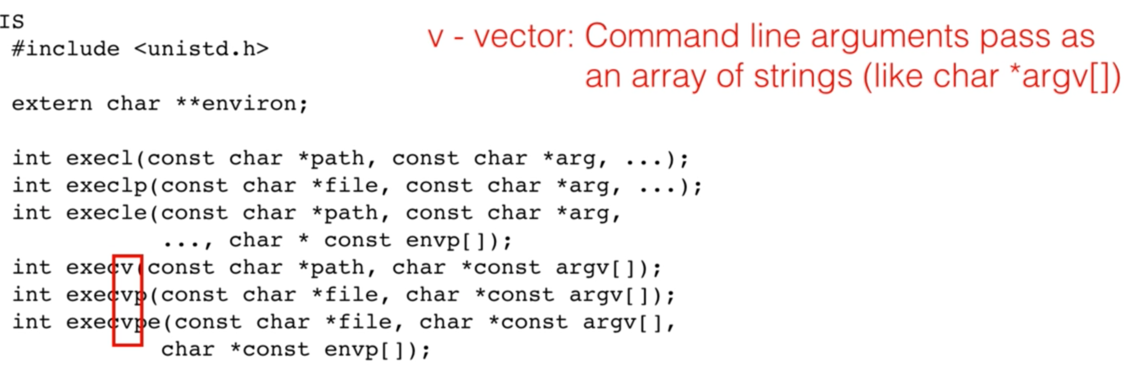 IS
#include <unistd.h>
v - vector: Command line arguments pass as
an array of strings (like char *argv[])
extern char **environ;
int execl(const char *path, const char *arg, ...);
int execlp(const char *file, const char *arg, ...);
int execle(const char *path, const char *arg,
..., char * const envp[]);
int execv(const char *path, char *const argv[]);
int execvp(const char *file, char *const argv[]);
int execvpe(const char *file, char *const argv[],
char *const envp[]);